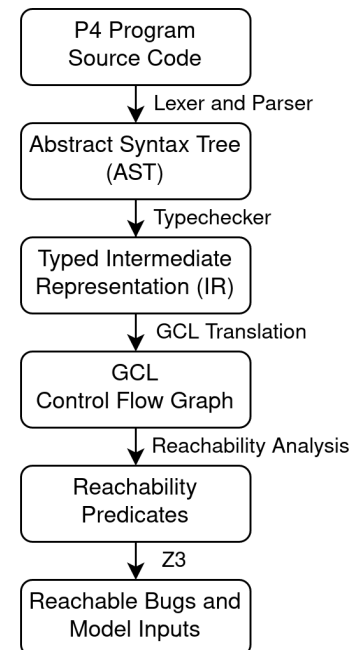 P4 Program
Source Code
Lexer and Parser
Abstract Syntax Tree
(AST)
Typechecker
Typed Intermediate
Representation (IR)
GCL Translation
GCL
Control Flow Graph
Reachability Analysis
Reachability
Predicates
Z3
Reachable Bugs and
Model Inputs